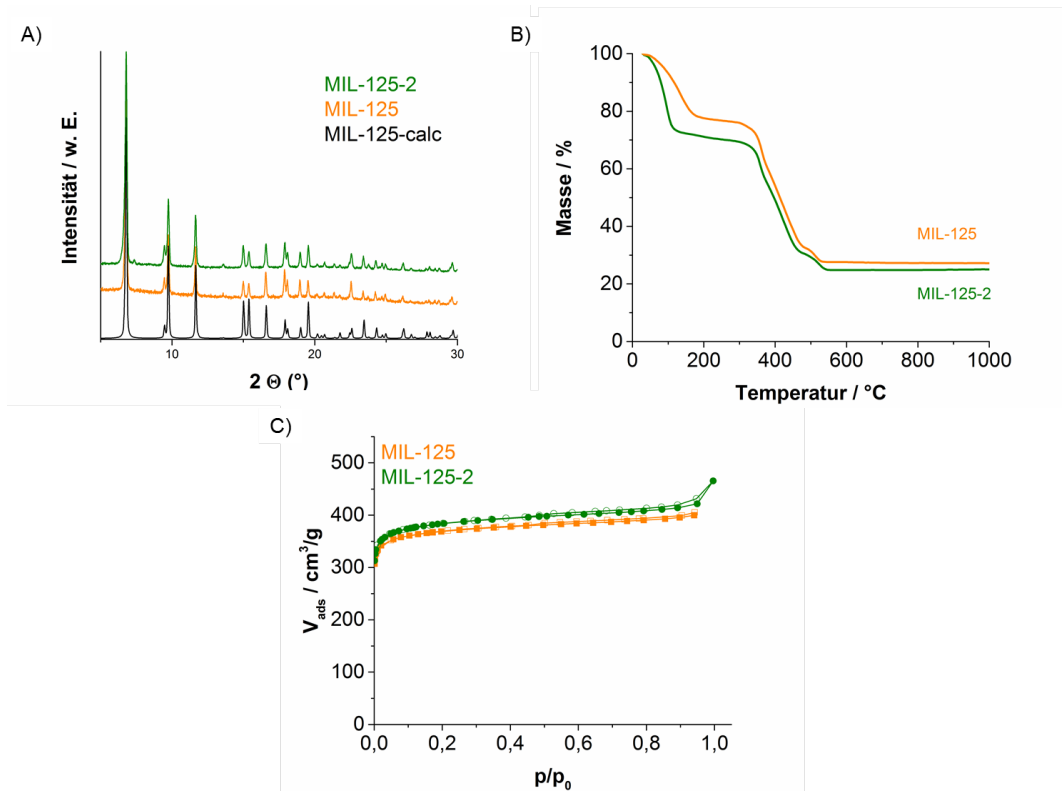 A)
MIL-125-2
MIL-125
MIL-125-calc
Intensität / w. E.
10
20
30
2 Θ (°)
B)
100
80
60
40
20
0
Masse / %
MIL-125
MIL-125-2
0
200
400
600
800
1000
Temperatur / °C
C)
MIL-125
MIL-125-2
500
400
300
200
100
0
V_ads / cm³/g
0,0
0,2
0,4
0,6
0,8
1,0
p/p₀